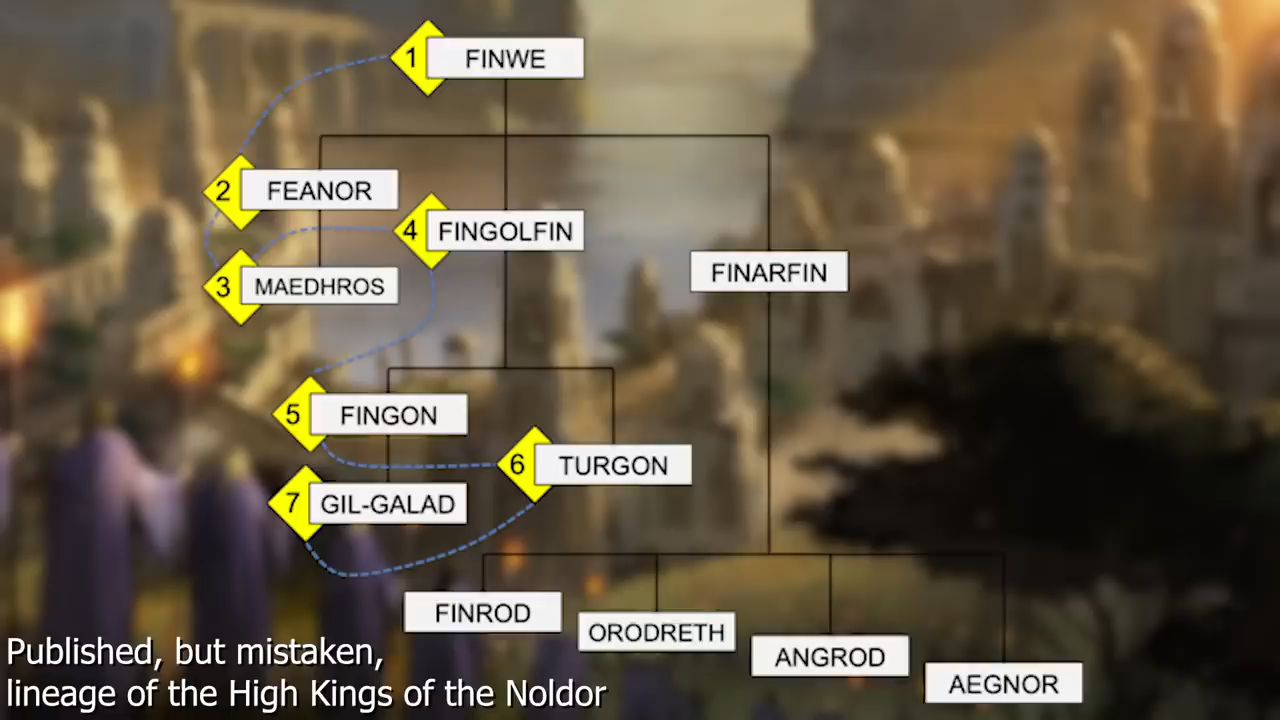 1 FINWE
2 FEANOR
4 FINGOLFIN
FINARFIN
3 MAEDHROS
5 FINGON
6 TURGON
7 GIL-GALAD
FINROD
ORODRETH
ANGROD
AEGNOR
Published, but mistaken,
lineage of the High Kings of the Noldor